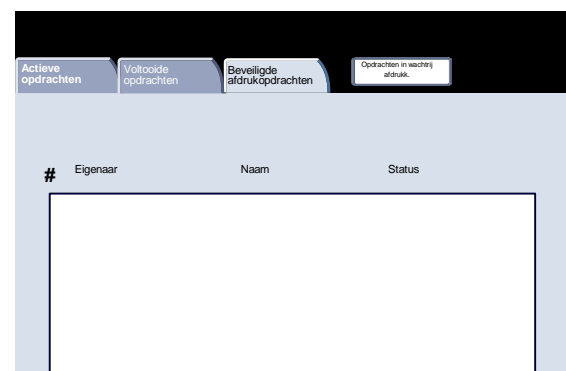 Actieve
opdrachten
Voltooide
opdrachten
Beveiligde
afdrukopdrachten
Opdrachten in wachtrij
afdrukk.
# Eigenaar Naam Status